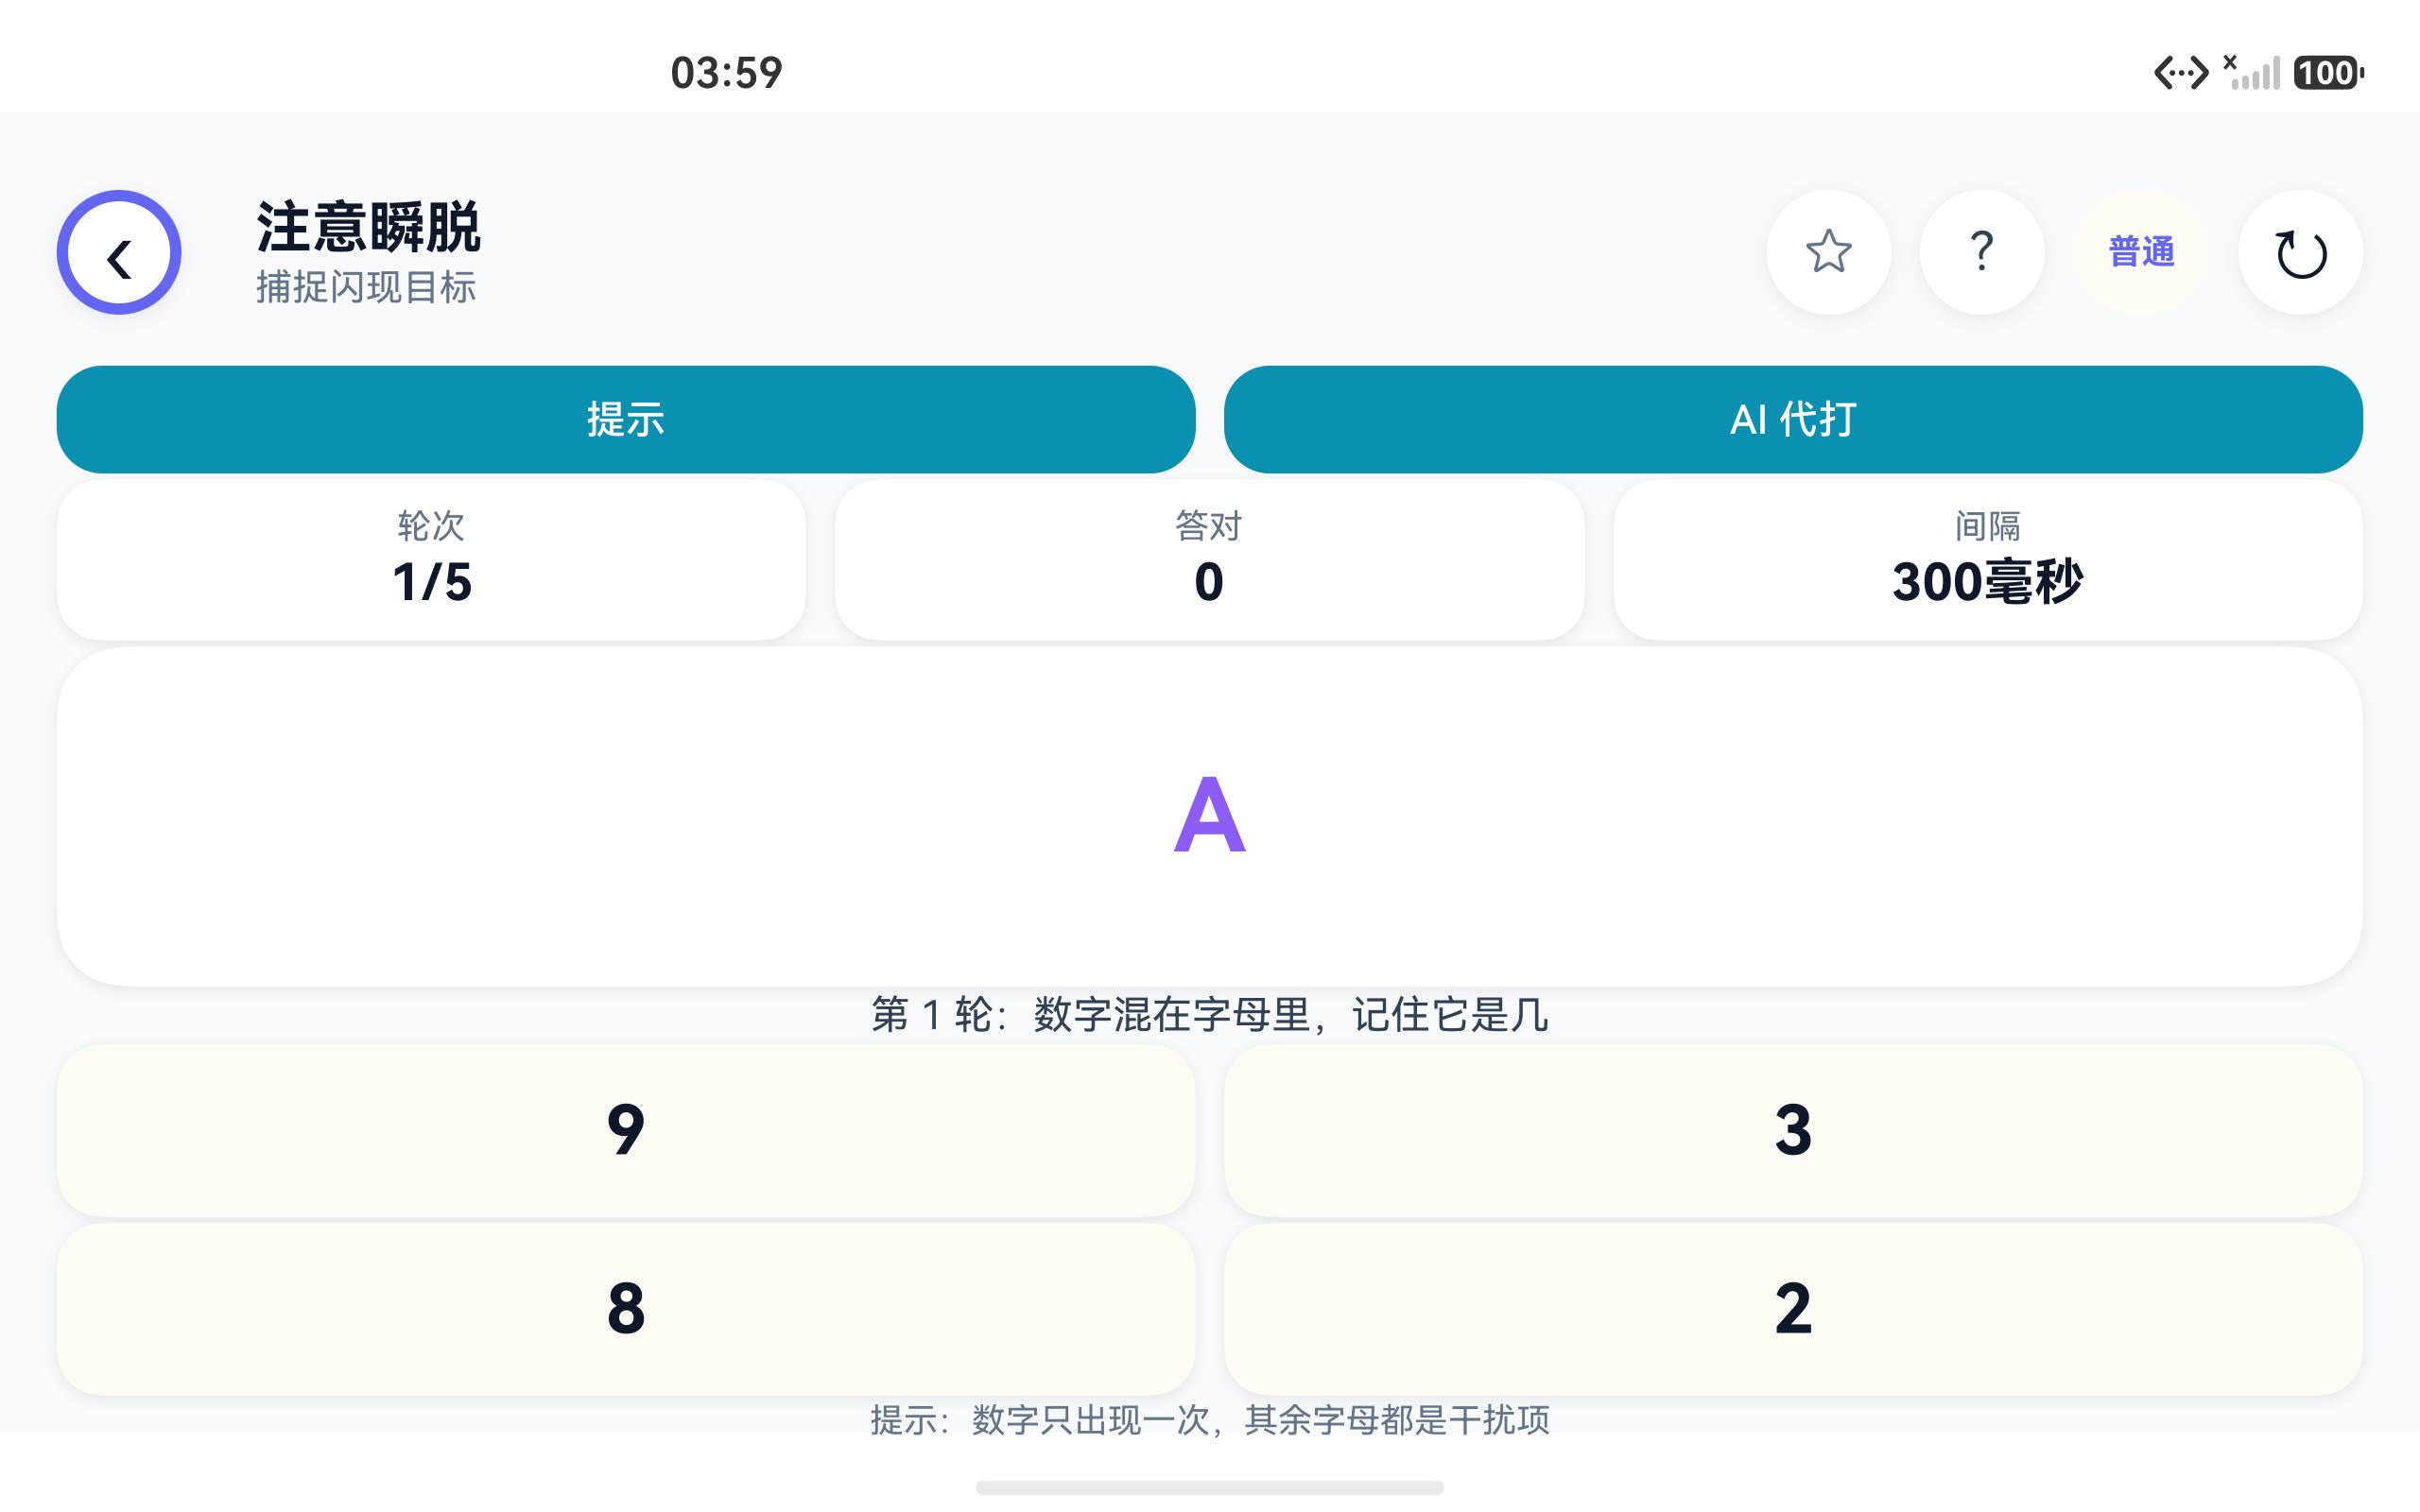 03:59
100
注意瞬脱
捕捉闪现目标
?
普通
提示
AI 代打
轮次
1/5
答对
0
间隔
300毫秒
A
第 1 轮：数字混在字母里，记住它是几
9
3
8
2
提示：数字只出现一次，其余字母都是干扰项